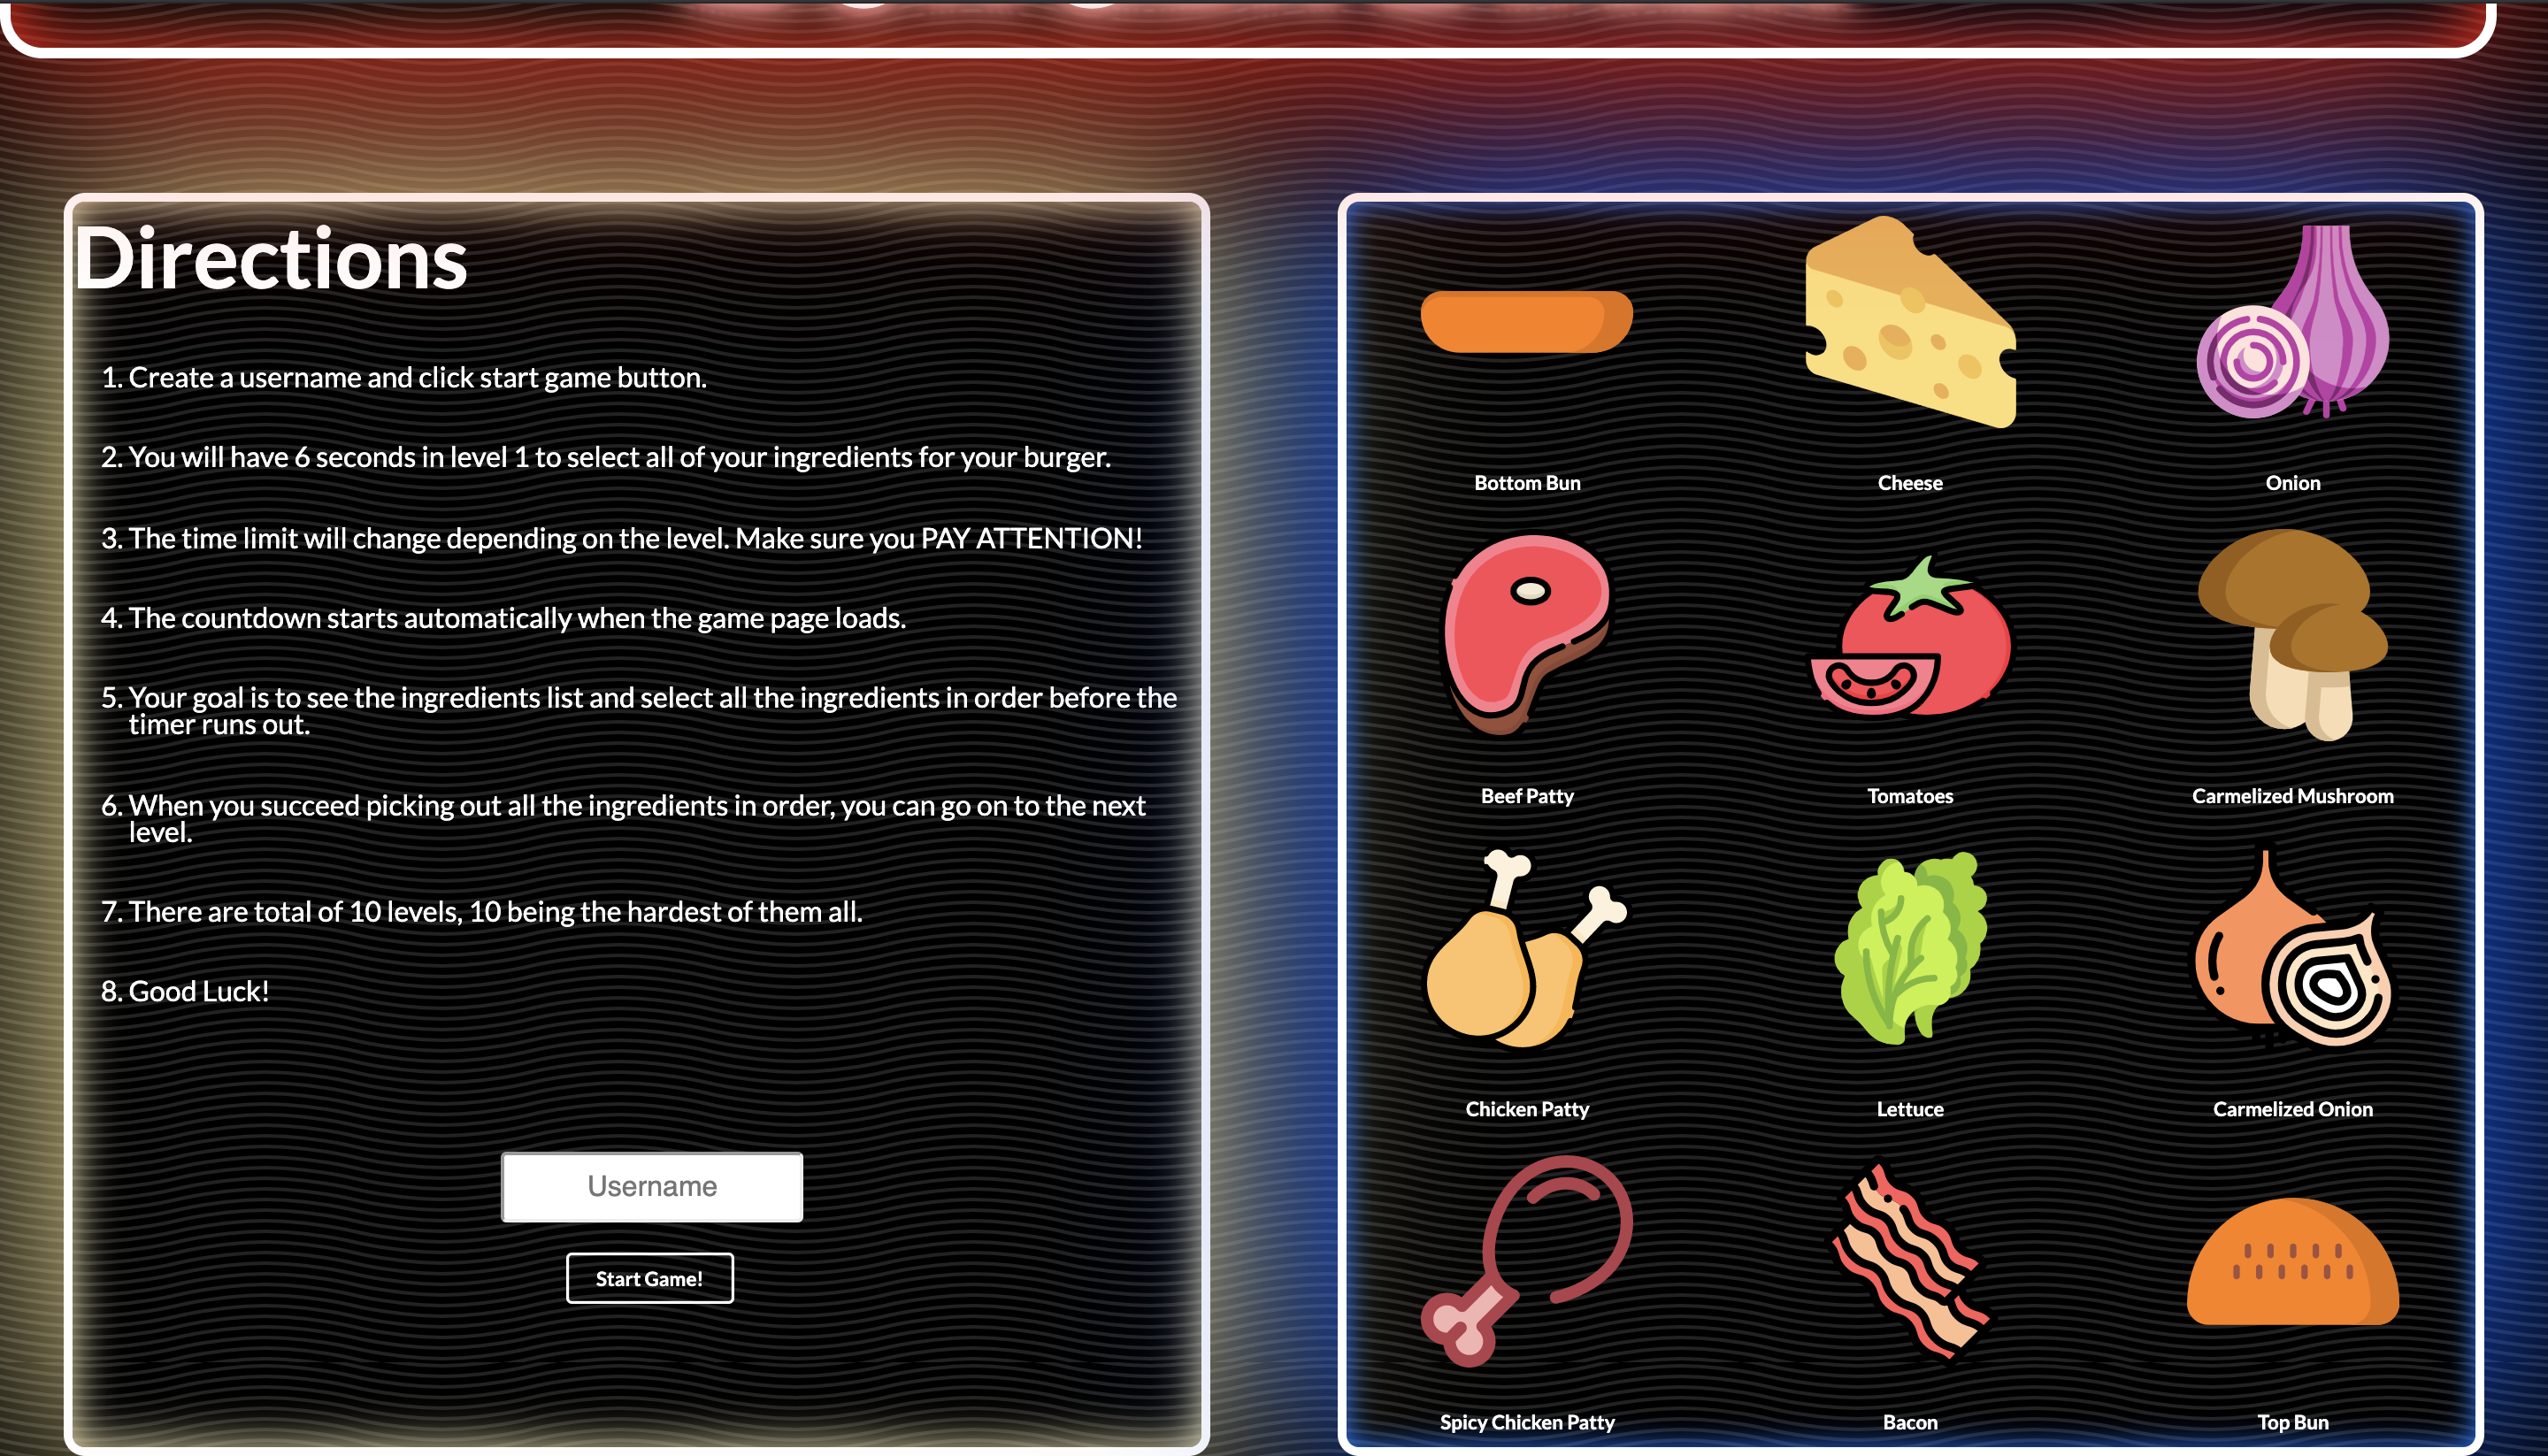 Directions
1. Create a username and click start game button.
2. You will have 6 seconds in level 1 to select all of your ingredients for your burger.
3. The time limit will change depending on the level. Make sure you PAY ATTENTION!
4. The countdown starts automatically when the game page loads.
5. Your goal is to see the ingredients list and select all the ingredients in order before the
timer runs out.
6. When you succeed picking out all the ingredients in order, you can go on to the next
level.
7. There are total of 10 levels, 10 being the hardest of them all.
8. Good Luck!
Username
Start Game!
Bottom Bun
Cheese
Onion
Beef Patty
Tomatoes
Carmelized Mushroom
Chicken Patty
Lettuce
Carmelized Onion
Spicy Chicken Patty
Bacon
Top Bun